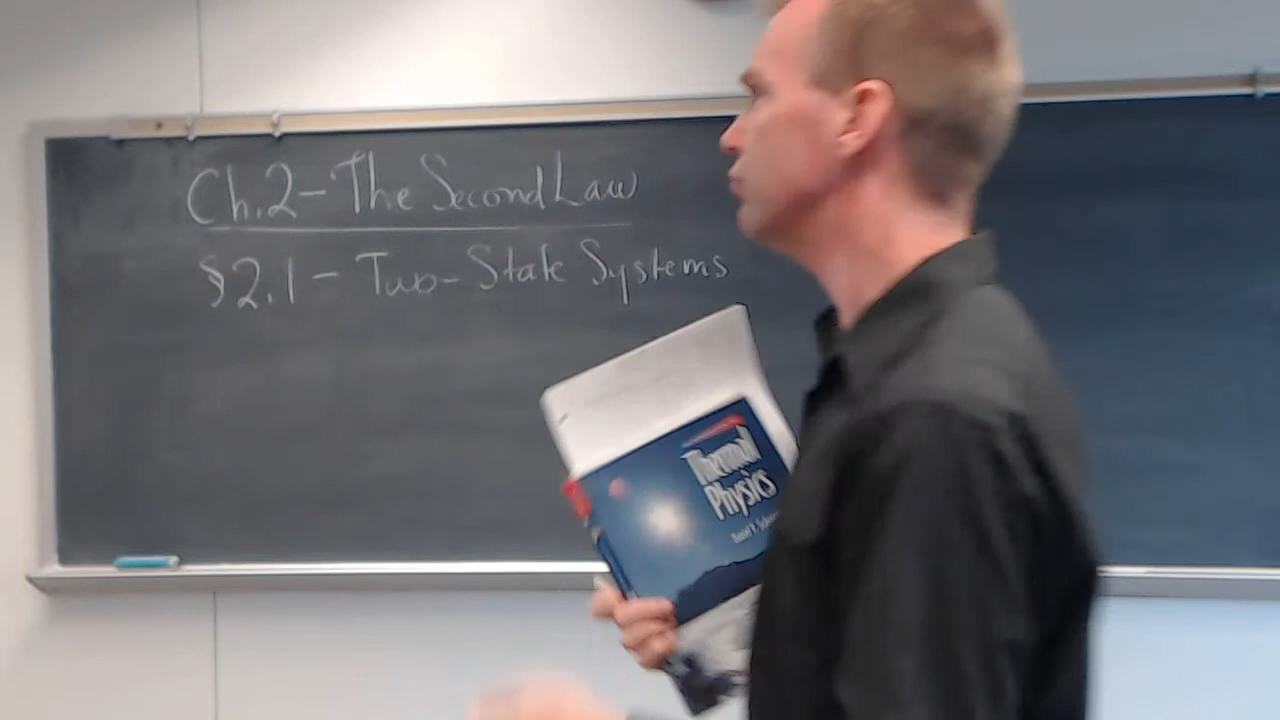 Ch.2 - The Second Law
§2.1 - Two-State Systems
Thermal
Physics